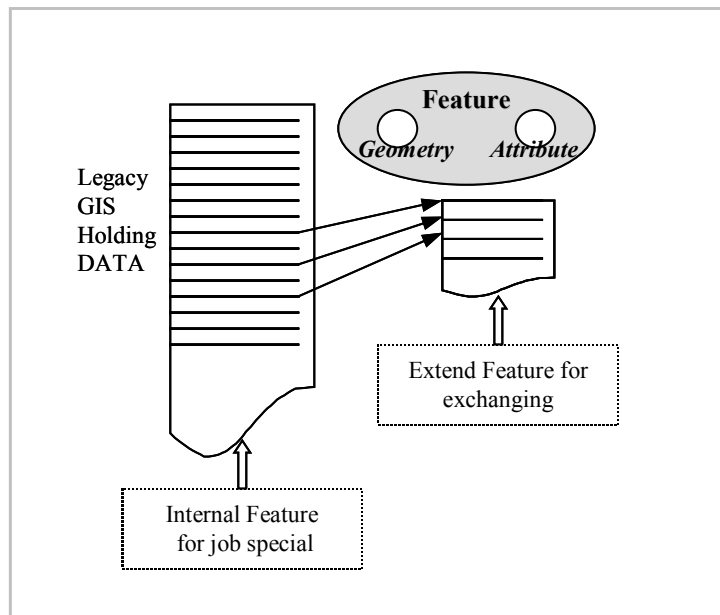 Feature
Geometry Attribute
Legacy
GIS
Holding
DATA
Extend Feature for
exchanging
Internal Feature
for job special